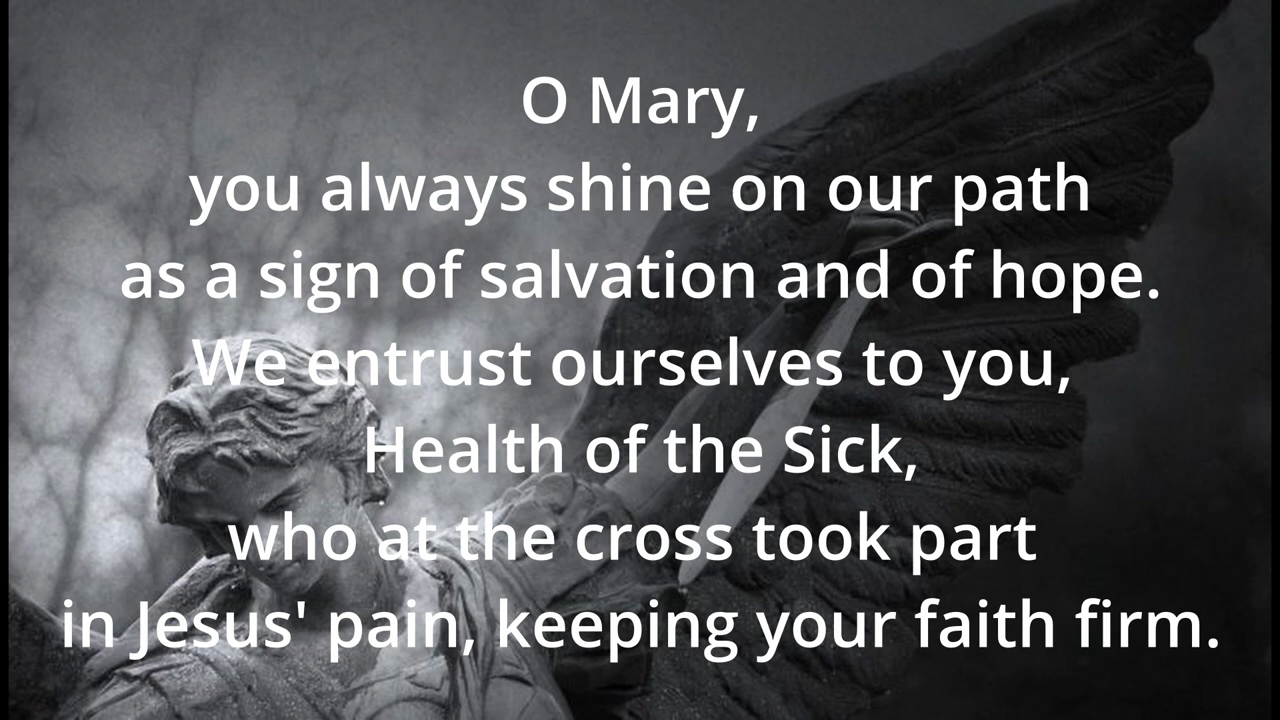 O Mary,
you always shine on our path
as a sign of salvation and of hope.
We entrust ourselves to you,
Health of the Sick,
who at the cross took part
in Jesus' pain, keeping your faith firm.